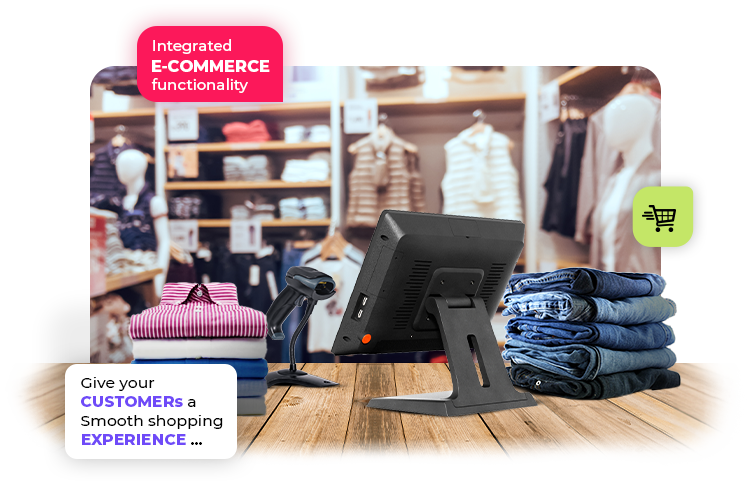 Integrated
E-COMMERCE
functionality
Give your
CUSTOMERs a
Smooth shopping
EXPERIENCE ...